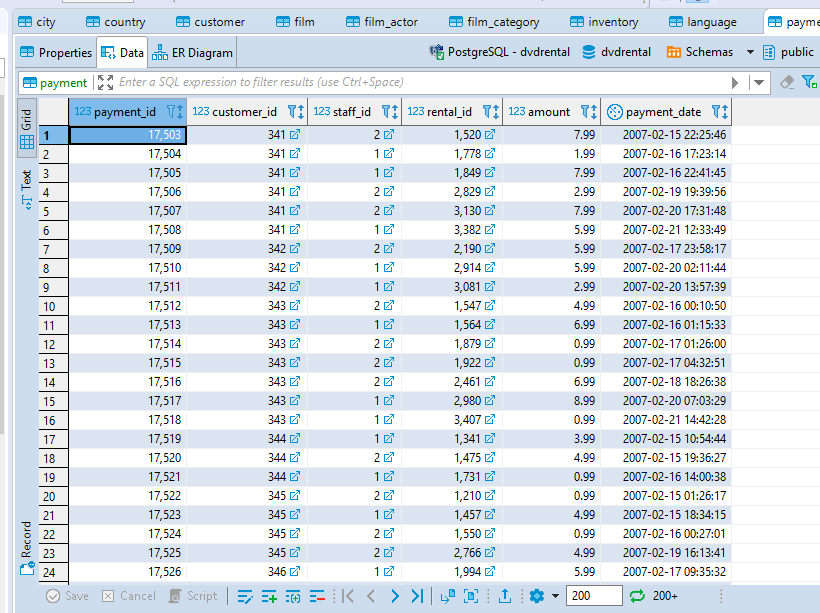 city country customer film film_actor film_category inventory language payme
Properties Data ER Diagram PostgreSQL - dvdrental dvdrental Schemas public
payment Enter a SQL expression to filter results (use Ctrl+Space)
Grid
Text
Record
123 payment_id 123 customer_id 123 staff_id 123 rental_id 123 amount payment_date
1 17,503 341 2 1,520 7.99 2007-02-15 22:25:46
2 17,504 341 1 1,778 1.99 2007-02-16 17:23:14
3 17,505 341 1 1,849 7.99 2007-02-16 22:41:45
4 17,506 341 2 2,829 2.99 2007-02-19 19:39:56
5 17,507 341 2 3,130 7.99 2007-02-20 17:31:48
6 17,508 341 1 3,382 5.99 2007-02-21 12:33:49
7 17,509 342 2 2,190 5.99 2007-02-17 23:58:17
8 17,510 342 1 2,914 5.99 2007-02-20 02:11:44
9 17,511 342 1 3,081 2.99 2007-02-20 13:57:39
10 17,512 343 2 1,547 4.99 2007-02-16 00:10:50
11 17,513 343 1 1,564 6.99 2007-02-16 01:15:33
12 17,514 343 2 1,879 0.99 2007-02-17 01:26:00
13 17,515 343 2 1,922 0.99 2007-02-17 04:32:51
14 17,516 343 2 2,461 6.99 2007-02-18 18:26:38
15 17,517 343 1 2,980 8.99 2007-02-20 07:03:29
16 17,518 343 1 3,407 0.99 2007-02-21 14:42:28
17 17,519 344 1 1,341 3.99 2007-02-15 10:54:44
18 17,520 344 2 1,475 4.99 2007-02-15 19:36:27
19 17,521 344 1 1,731 0.99 2007-02-16 14:00:38
20 17,522 345 2 1,210 0.99 2007-02-15 01:26:17
21 17,523 345 1 1,457 4.99 2007-02-15 18:34:15
22 17,524 345 2 1,550 0.99 2007-02-16 00:27:01
23 17,525 345 2 2,766 4.99 2007-02-19 16:13:41
24 17,526 346 1 1,994 5.99 2007-02-17 09:35:32
Save Cancel Script 200 200+